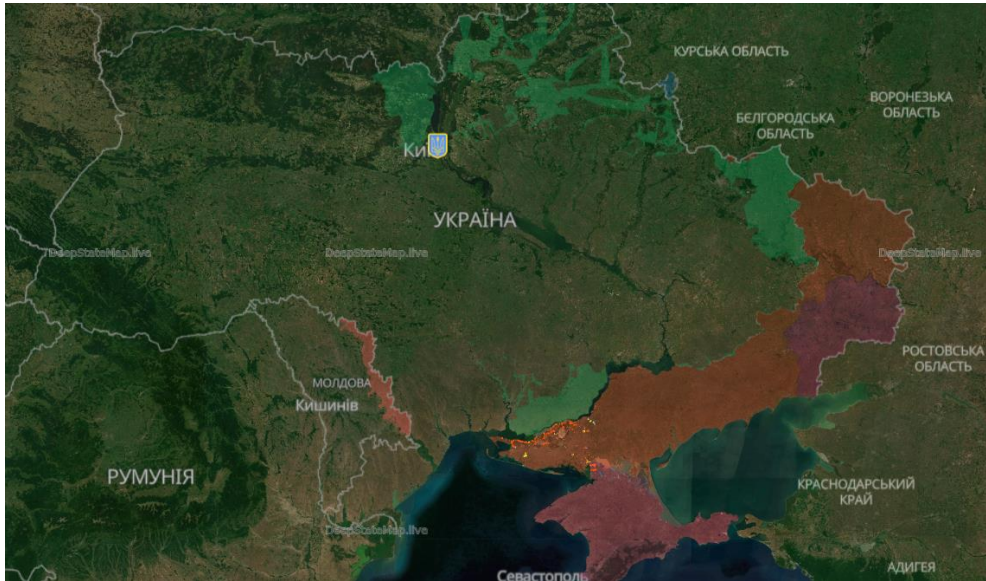 КУРСЬКА ОБЛАСТЬ
ВОРОНЕЗЬКА
ОБЛАСТЬ
БЄЛГОРОДСЬКА
ОБЛАСТЬ
УКРАЇНА
DeepStateMap.live
DeepStateMap.live
DeepStateMap.live
РОСТОВСЬКА
ОБЛАСТЬ
МОЛДОВА
Кишинів
РУМУНІЯ
КРАСНОДАРСЬКИЙ
КРАЙ
DeepStateMap.live
АДИГЕЯ
Севастополь